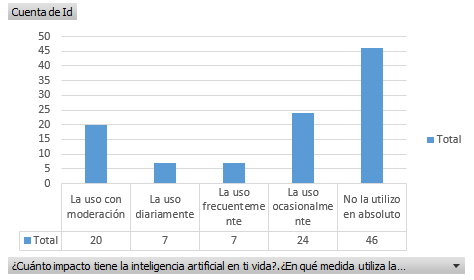 Cuenta de Id
50
45
40
35
30
25
20
15
10
5
0
La uso con moderación
La uso diariamente
La uso frecuenteme nte
La uso ocasionalme nte
No la utilizo en absoluto
Total 20 7 7 24 46
Total
¿Cuánto impacto tiene la inteligencia artificial en ti vida?.¿En qué medida utiliza la...